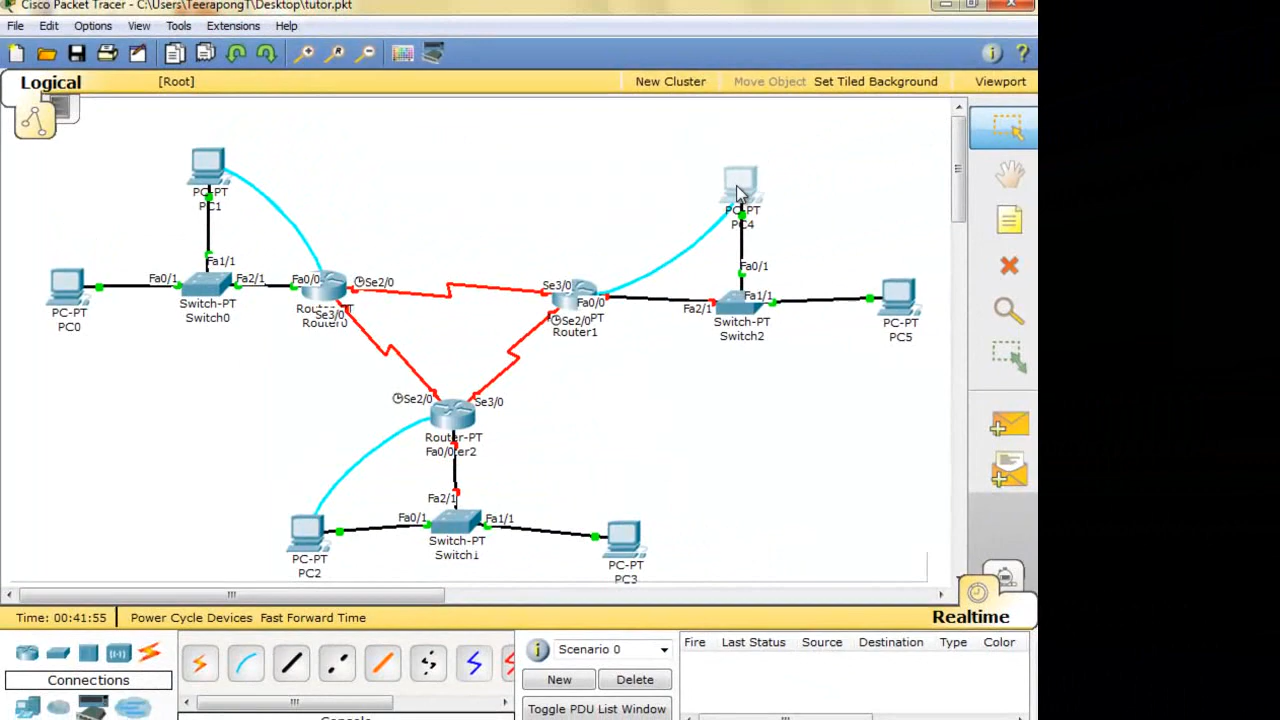 Cisco Packet Tracer - C:\Users\TeerapongT\Desktop\tutor.pkt
File Edit Options View Tools Extensions Help
Logical [Root] New Cluster Move Object Set Tiled Background Viewport
PC-PT
PC1
PC-PT
PC4
Fa1/1
Fa0/1
Fa0/1
Fa2/1
Fa0/0
Se2/0
Se3/0
Fa0/0
Fa1/1
Switch-PT
Switch0
Se3/0
Router0
Se2/0
PT
Router1
Fa2/1
Switch-PT
Switch2
PC-PT
PC0
PC-PT
PC5
Se2/0
Se3/0
Router-PT
Fa0/0
Fa2/1
Fa0/1
Fa1/1
Switch-PT
Switch1
PC-PT
PC2
PC-PT
PC3
Time: 00:41:55 Power Cycle Devices Fast Forward Time Realtime
Scenario 0
Fire Last Status Source Destination Type Color
Connections
New Delete
Toggle PDU List Window